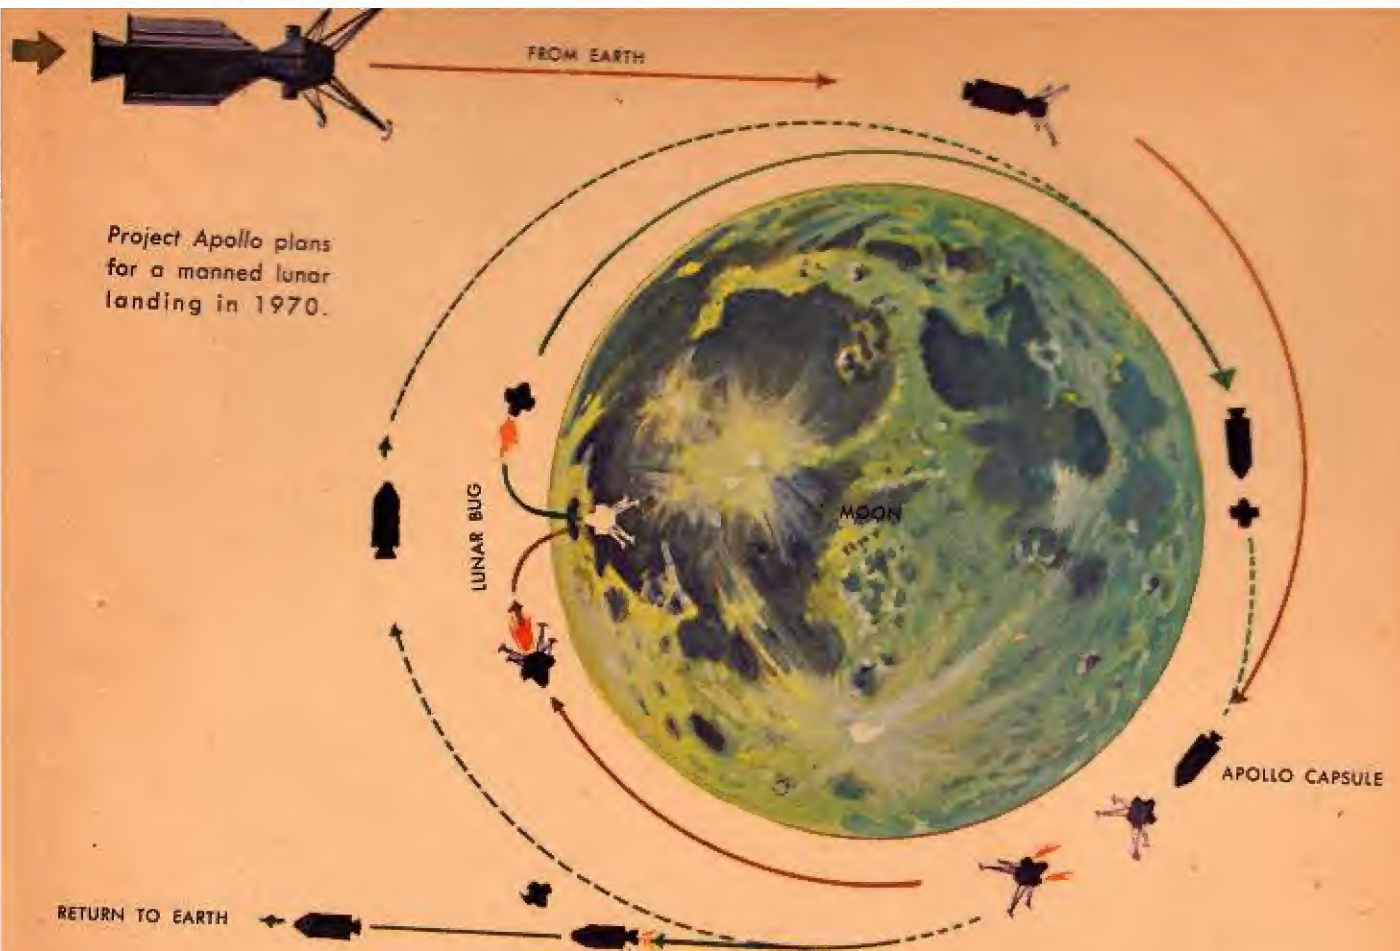 FROM EARTH
Project Apollo plans
for a manned lunar
landing in 1970.
LUNAR BUG
MOON
APOLLO CAPSULE
RETURN TO EARTH